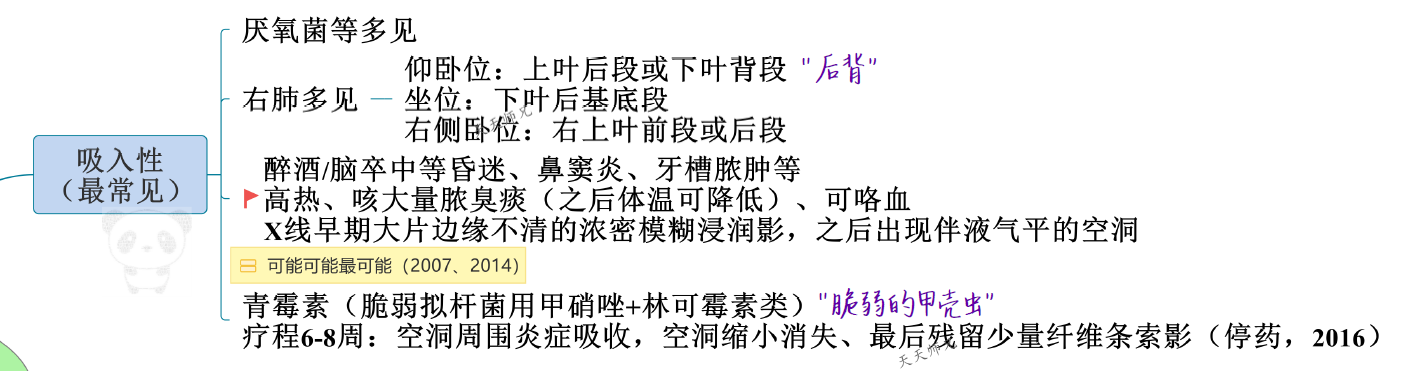 厌氧菌等多见
仰卧位：上叶后段或下叶背段 "后背"
右肺多见
坐位：下叶后基底段
右侧卧位：右上叶前段或后段
天天师兄
吸入性
（最常见）
醉酒/脑卒中等昏迷、鼻窦炎、牙槽脓肿等
高热、咳大量脓臭痰（之后体温可降低）、可咯血
X线早期大片边缘不清的浓密模糊浸润影，之后出现伴液气平的空洞
可能可能最可能（2007、2014）
青霉素（脆弱拟杆菌用甲硝唑+林可霉素类）"脆弱的甲壳虫"
疗程6-8周：空洞周围炎症吸收，空洞缩小消失、最后残留少量纤维条索影（停药，2016）
天天师兄